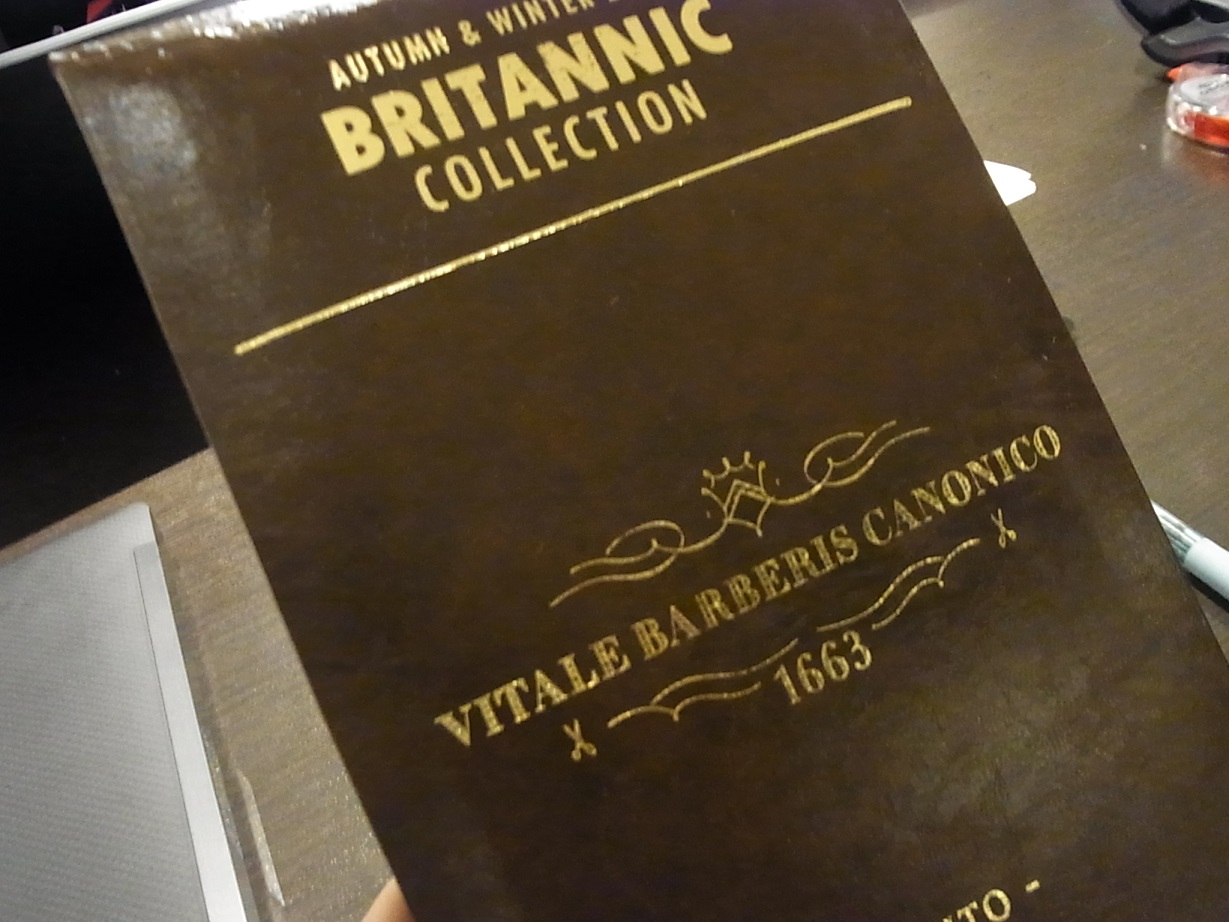 AUTUMN & WINTER
BRITANNIC
COLLECTION
VITALE BARBERIS CANONICO
1663